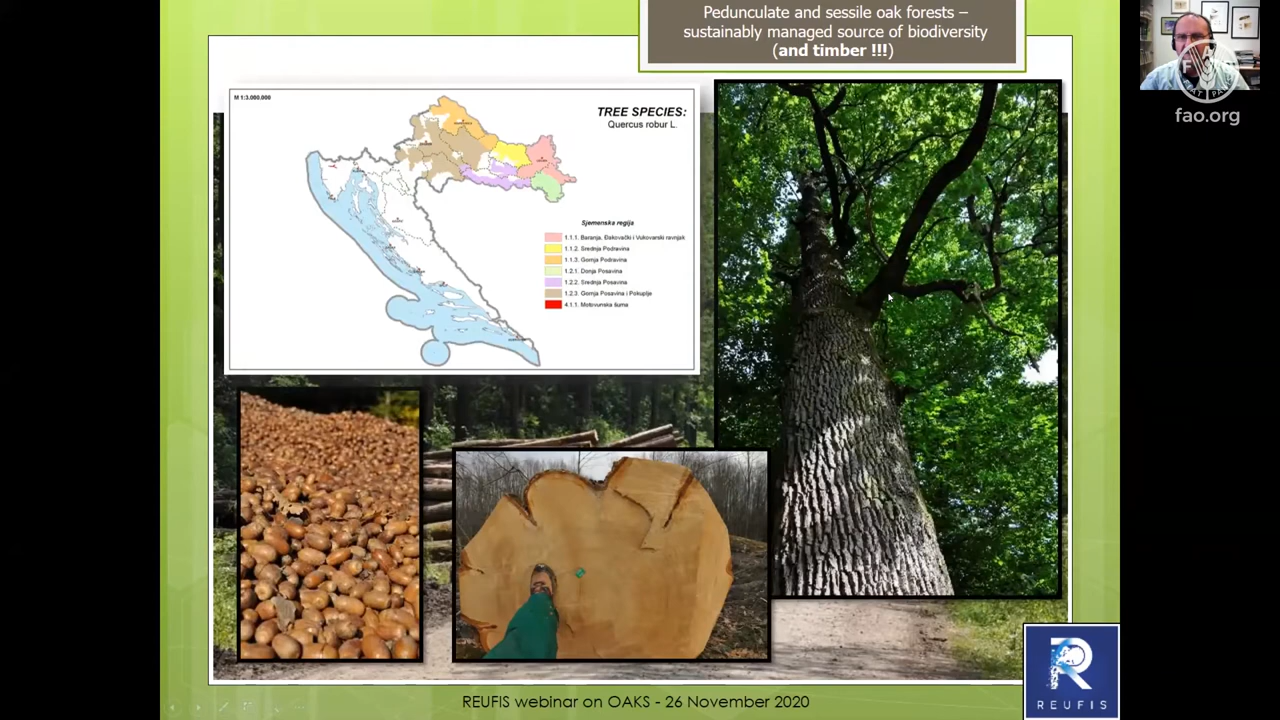 Pedunculate and sessile oak forests –
sustainably managed source of biodiversity
(and timber !!!)
fao.org
M 1:3.000.000
TREE SPECIES:
Quercus robur L.
Sjemenska regija
1.1.1. Baranja, Đakovački i Vukovarski ravnjak
1.1.2. Srednja Podravina
1.1.3. Gornja Podravina
1.2.1. Donja Posavina
1.2.2. Srednja Posavina
1.2.3. Gornja Posavina i Pokuplje
4.1.1. Motovunska šuma
REUFIS webinar on OAKS - 26 November 2020
REUFIS